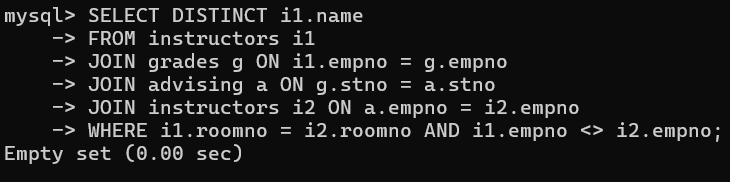 mysql> SELECT DISTINCT i1.name
    -> FROM instructors i1
    -> JOIN grades g ON i1.empno = g.empno
    -> JOIN advising a ON g.stno = a.stno
    -> JOIN instructors i2 ON a.empno = i2.empno
    -> WHERE i1.roomno = i2.roomno AND i1.empno <> i2.empno;
Empty set (0.00 sec)